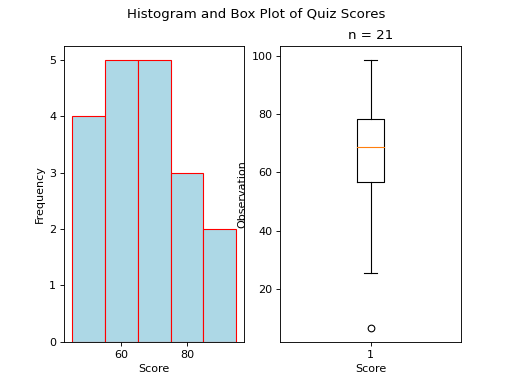 Histogram and Box Plot of Quiz Scores
n = 21
5
4
3
2
1
0
Frequency
60 80
Score
100
80
60
40
20
Observation
1
Score